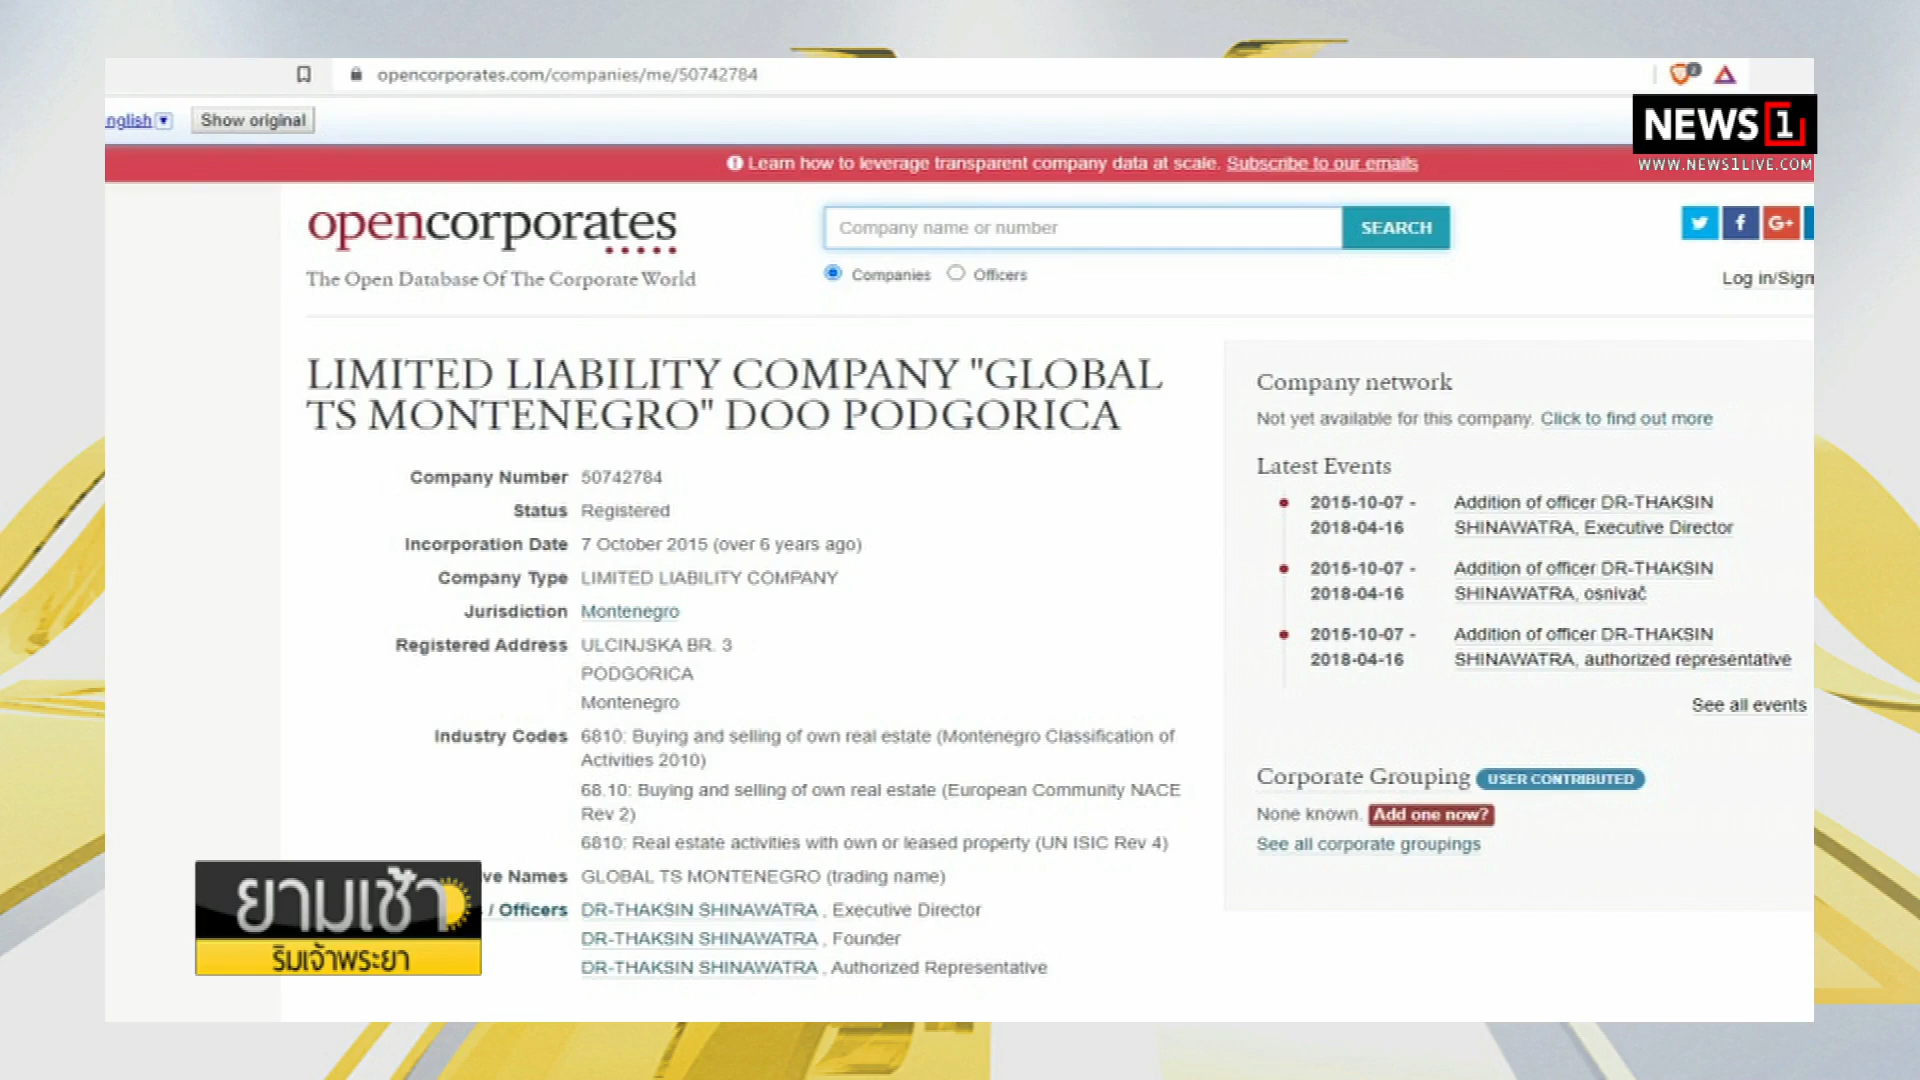 opencorporates.com/companies/me/50742784
nglish
Show original
NEWS 1
WWW.NEWS1LIVE.COM
Learn how to leverage transparent company data at scale. Subscribe to our emails
opencorporates
The Open Database Of The Corporate World
Company name or number
SEARCH
Companies
Officers
G+
Log in/Sign
LIMITED LIABILITY COMPANY "GLOBAL
TS MONTENEGRO" DOO PODGORICA
Company Number 50742784
Status Registered
Incorporation Date 7 October 2015 (over 6 years ago)
Company Type LIMITED LIABILITY COMPANY
Jurisdiction Montenegro
Registered Address ULCINJSKA BR. 3
PODGORICA
Montenegro
Industry Codes 6810: Buying and selling of own real estate (Montenegro Classification of
Activities 2010)
68.10: Buying and selling of own real estate (European Community NACE
Rev 2)
6810: Real estate activities with own or leased property (UN ISIC Rev 4)
ve Names GLOBAL TS MONTENEGRO (trading name)
/ Officers DR-THAKSIN SHINAWATRA , Executive Director
DR-THAKSIN SHINAWATRA , Founder
DR-THAKSIN SHINAWATRA , Authorized Representative
Company network
Not yet available for this company. Click to find out more
Latest Events
2015-10-07 - Addition of officer DR-THAKSIN
2018-04-16 SHINAWATRA, Executive Director
2015-10-07 - Addition of officer DR-THAKSIN
2018-04-16 SHINAWATRA, osnivač
2015-10-07 - Addition of officer DR-THAKSIN
2018-04-16 SHINAWATRA, authorized representative
See all events
Corporate Grouping USER CONTRIBUTED
None known. Add one now?
See all corporate groupings
ยามเช้า
ริมเจ้าพระยา